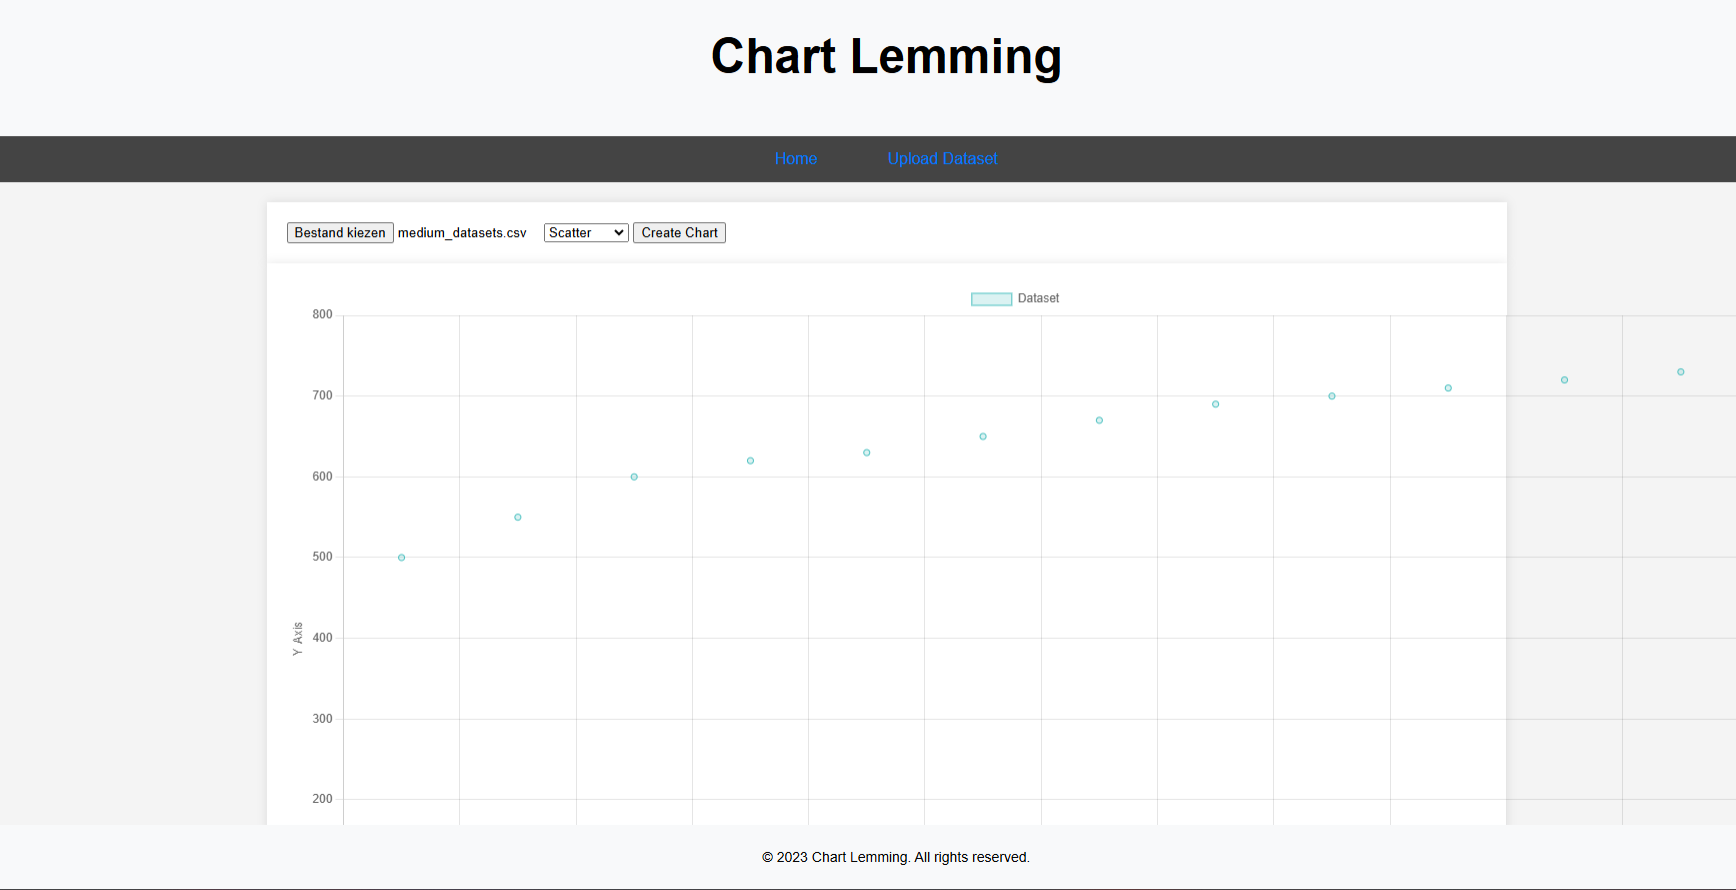 Chart Lemming
Home Upload Dataset
Bestand kiezen medium_datasets.csv Scatter Create Chart
Dataset
800
700
600
500
400
300
200
Y Axis
© 2023 Chart Lemming. All rights reserved.